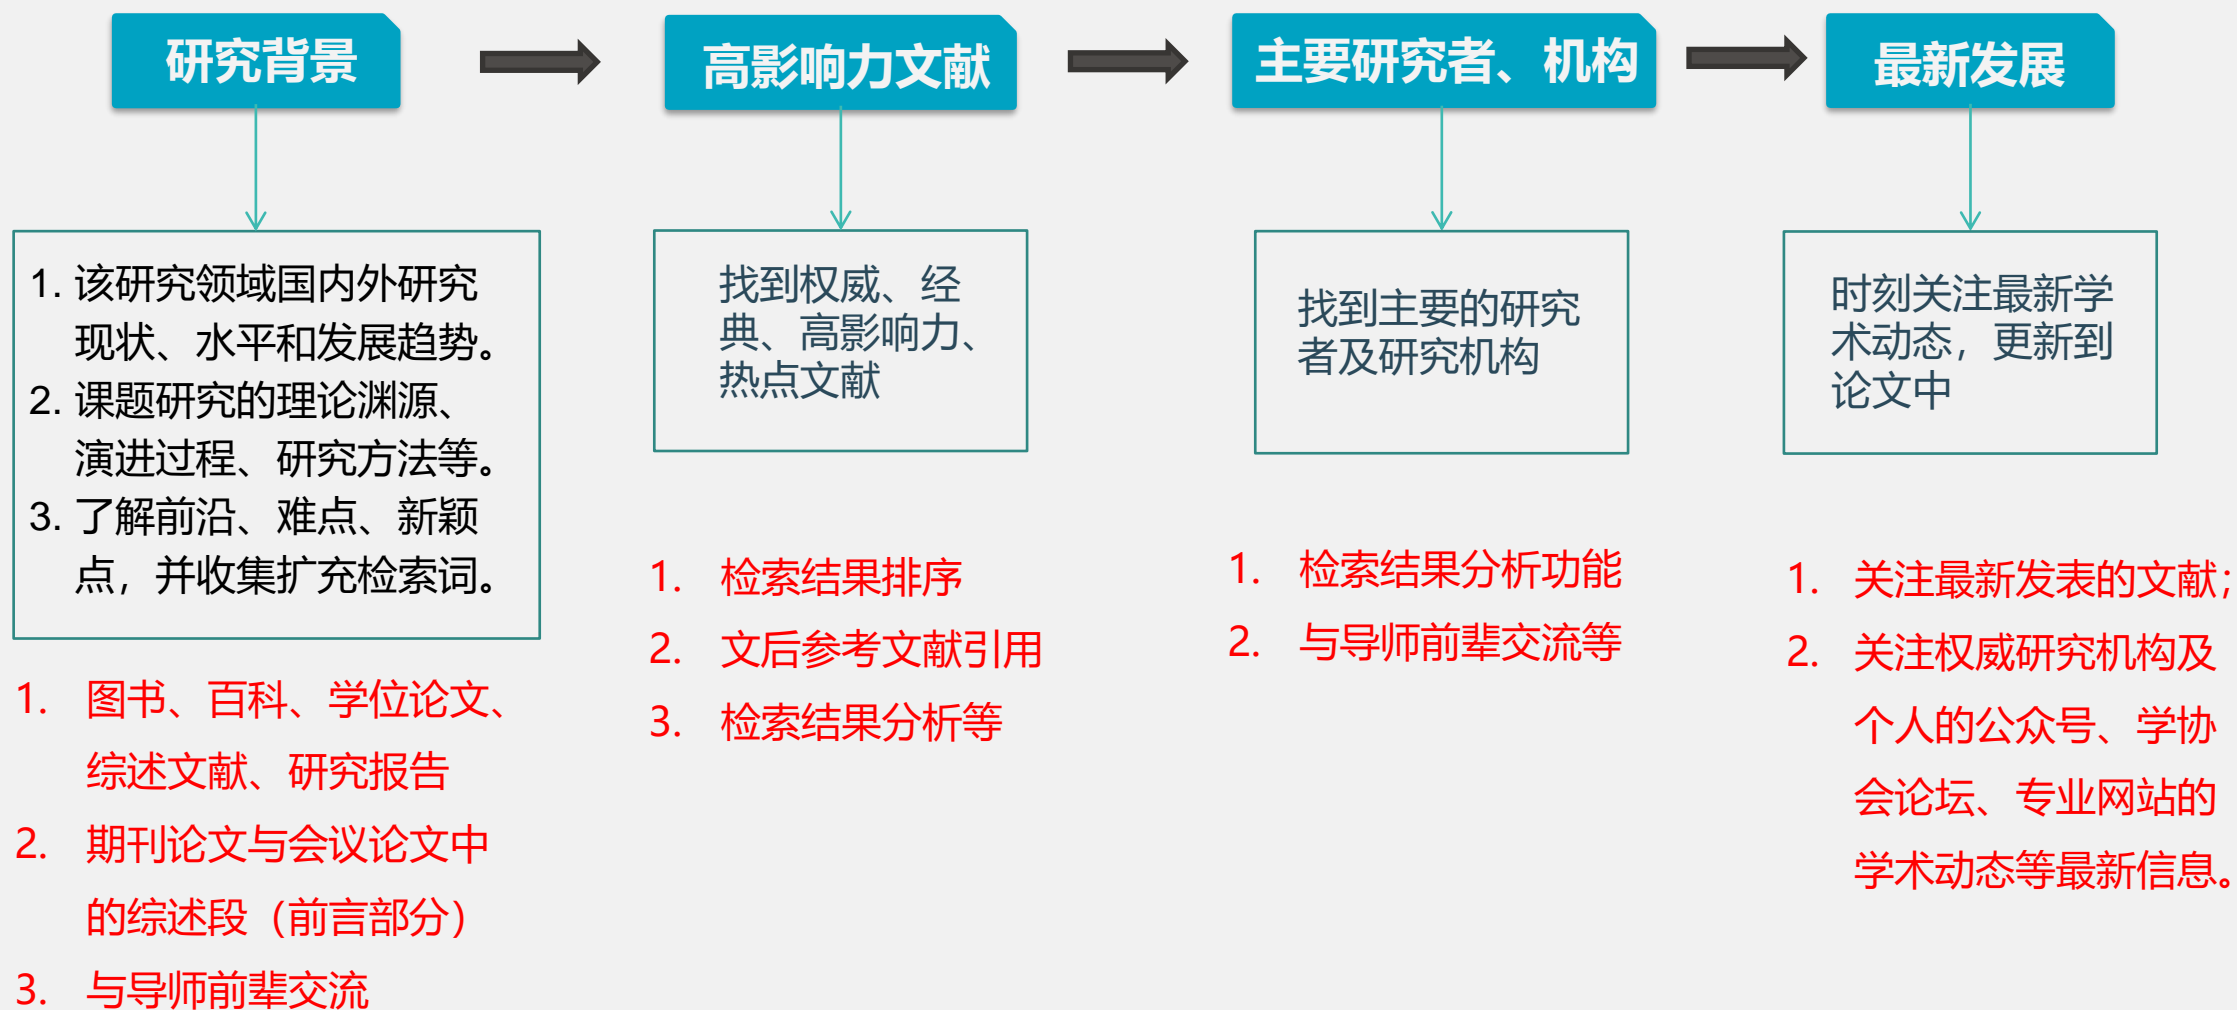 研究背景
高影响力文献
主要研究者、机构
最新发展
1. 该研究领域国内外研究
现状、水平和发展趋势。
2. 课题研究的理论渊源、
演进过程、研究方法等。
3. 了解前沿、难点、新颖
点，并收集扩充检索词。
1. 图书、百科、学位论文、
综述文献、研究报告
2. 期刊论文与会议论文中
的综述段（前言部分）
3. 与导师前辈交流
找到权威、经
典、高影响力、
热点文献
1. 检索结果排序
2. 文后参考文献引用
3. 检索结果分析等
找到主要的研究
者及研究机构
1. 检索结果分析功能
2. 与导师前辈交流等
时刻关注最新学
术动态，更新到
论文中
1. 关注最新发表的文献；
2. 关注权威研究机构及
个人的公众号、学协
会论坛、专业网站的
学术动态等最新信息。